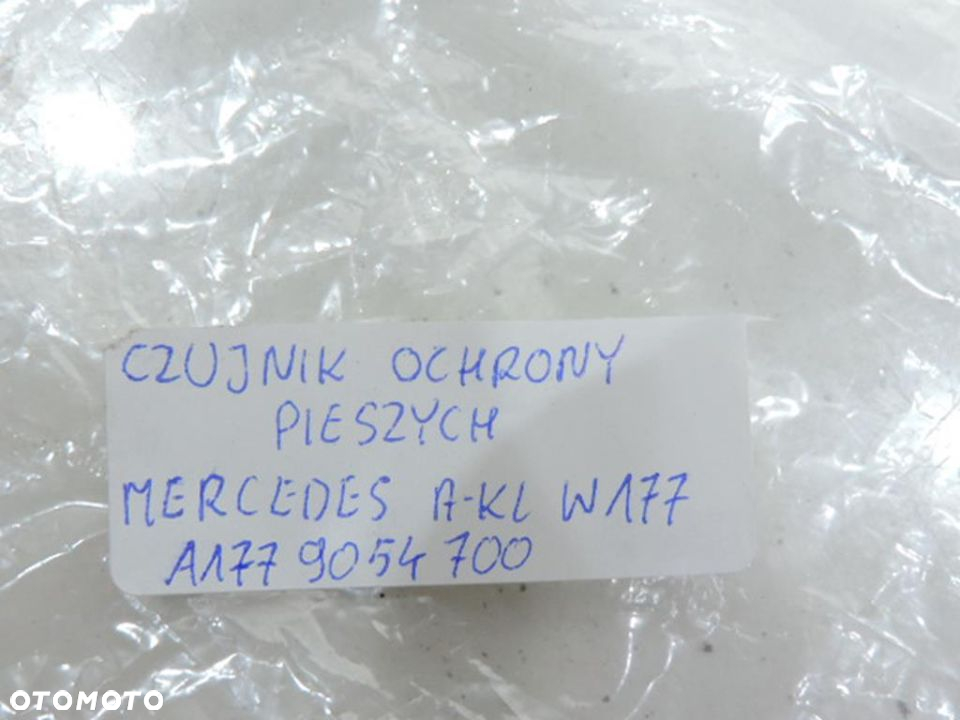 CZUJNIK OCHRONY
PIESZYCH
MERCEDES A-KL W177
A177 9054 700
OTOMOTO